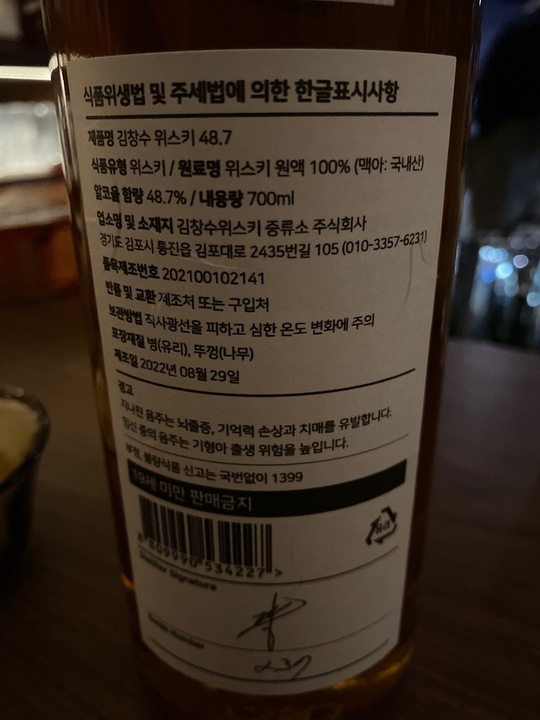 식품위생법 및 주세법에 의한 한글표시사항
제품명 김창수 위스키 48.7
식품유형 위스키 / 원료명 위스키 원액 100% (맥아: 국내산)
알코올 함량 48.7% / 내용량 700ml
업소명 및 소재지 김창수위스키 증류소 주식회사
경기도 김포시 통진읍 김포대로 2435번길 105 (010-3357-6231)
품목제조번호 202100102141
반품 및 교환 제조처 또는 구입처
보관방법 직사광선을 피하고 심한 온도 변화에 주의
포장재질 병(유리), 뚜껑(나무)
제조일 2022년 08월 29일
경고
지나친 음주는 뇌졸중, 기억력 손상과 치매를 유발합니다.
임신 중의 음주는 기형아 출생 위험을 높입니다.
부정, 불량식품 신고는 국번없이 1399
19세 미만 판매금지
유리
8 809990 534227 >
Distiller Signature
Bottle Number
237